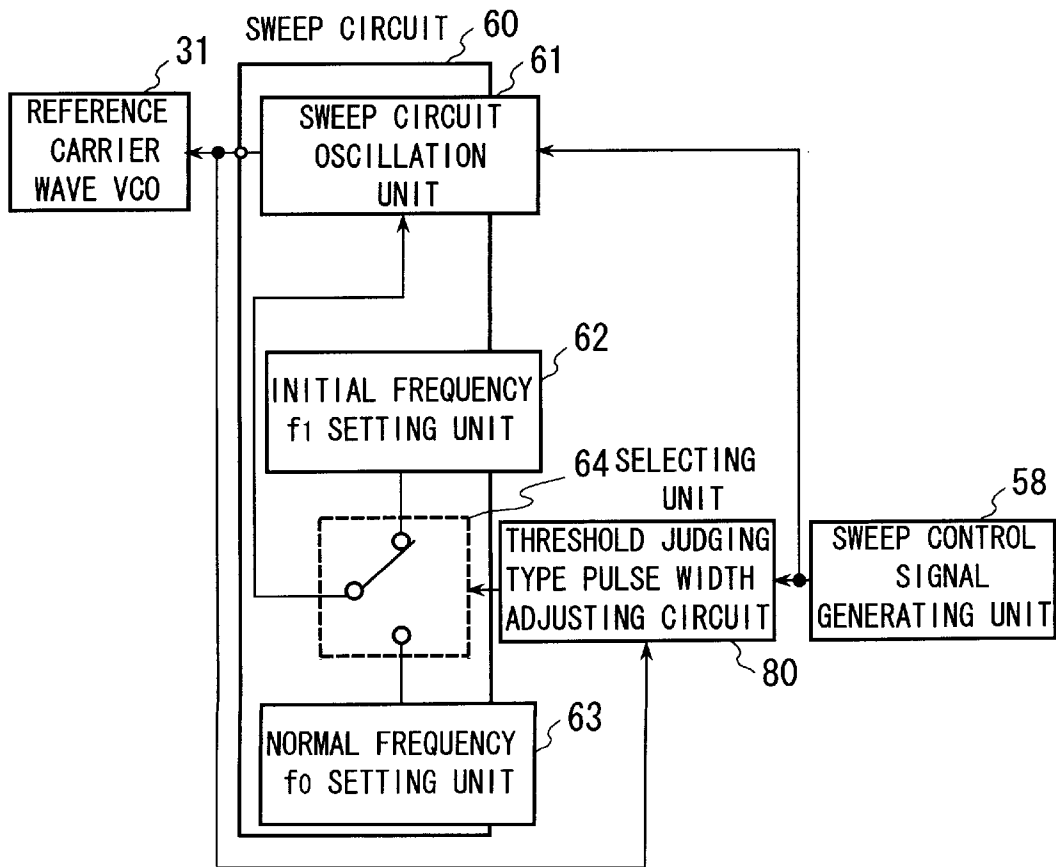 SWEEP CIRCUIT
60
31
61
REFERENCE
CARRIER
WAVE VCO
SWEEP CIRCUIT
OSCILLATION
UNIT
62
INITIAL FREQUENCY
f1 SETTING UNIT
64
SELECTING
UNIT
58
THRESHOLD JUDGING
TYPE PULSE WIDTH
ADJUSTING CIRCUIT
SWEEP CONTROL
SIGNAL
GENERATING UNIT
80
63
NORMAL FREQUENCY
f0 SETTING UNIT